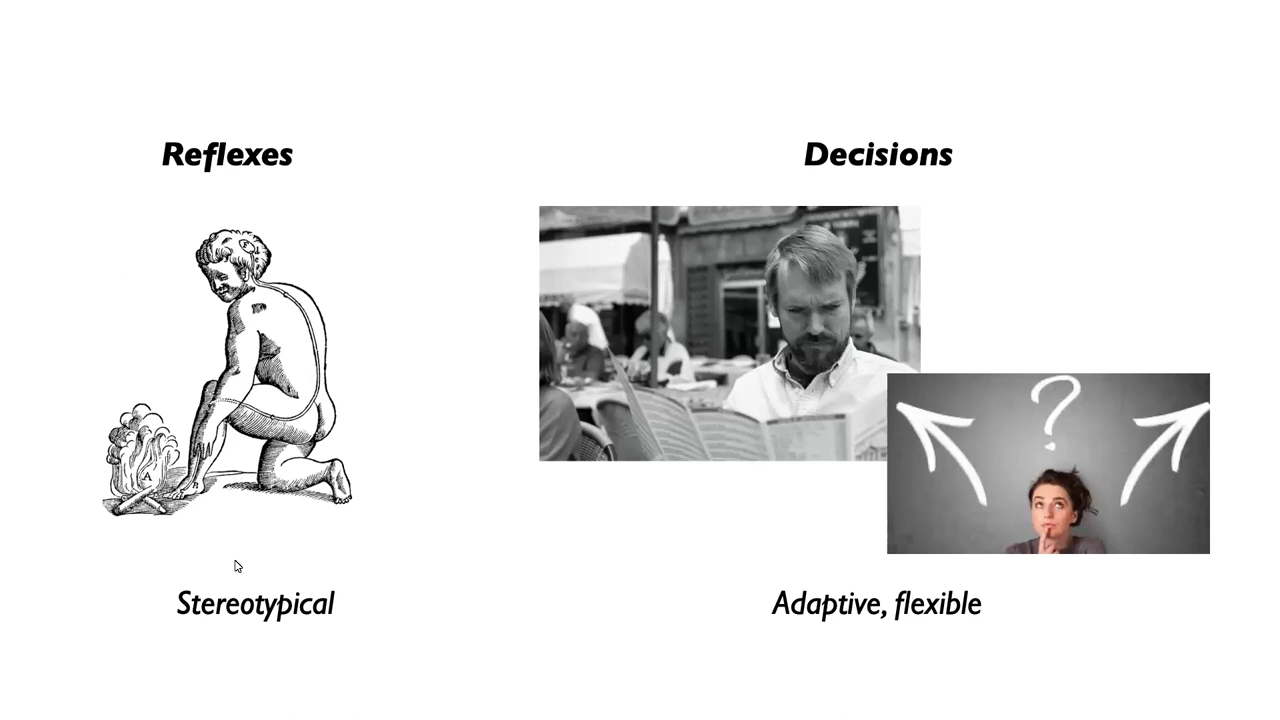 Reflexes
Decisions
A
B
?
Stereotypical
Adaptive, flexible